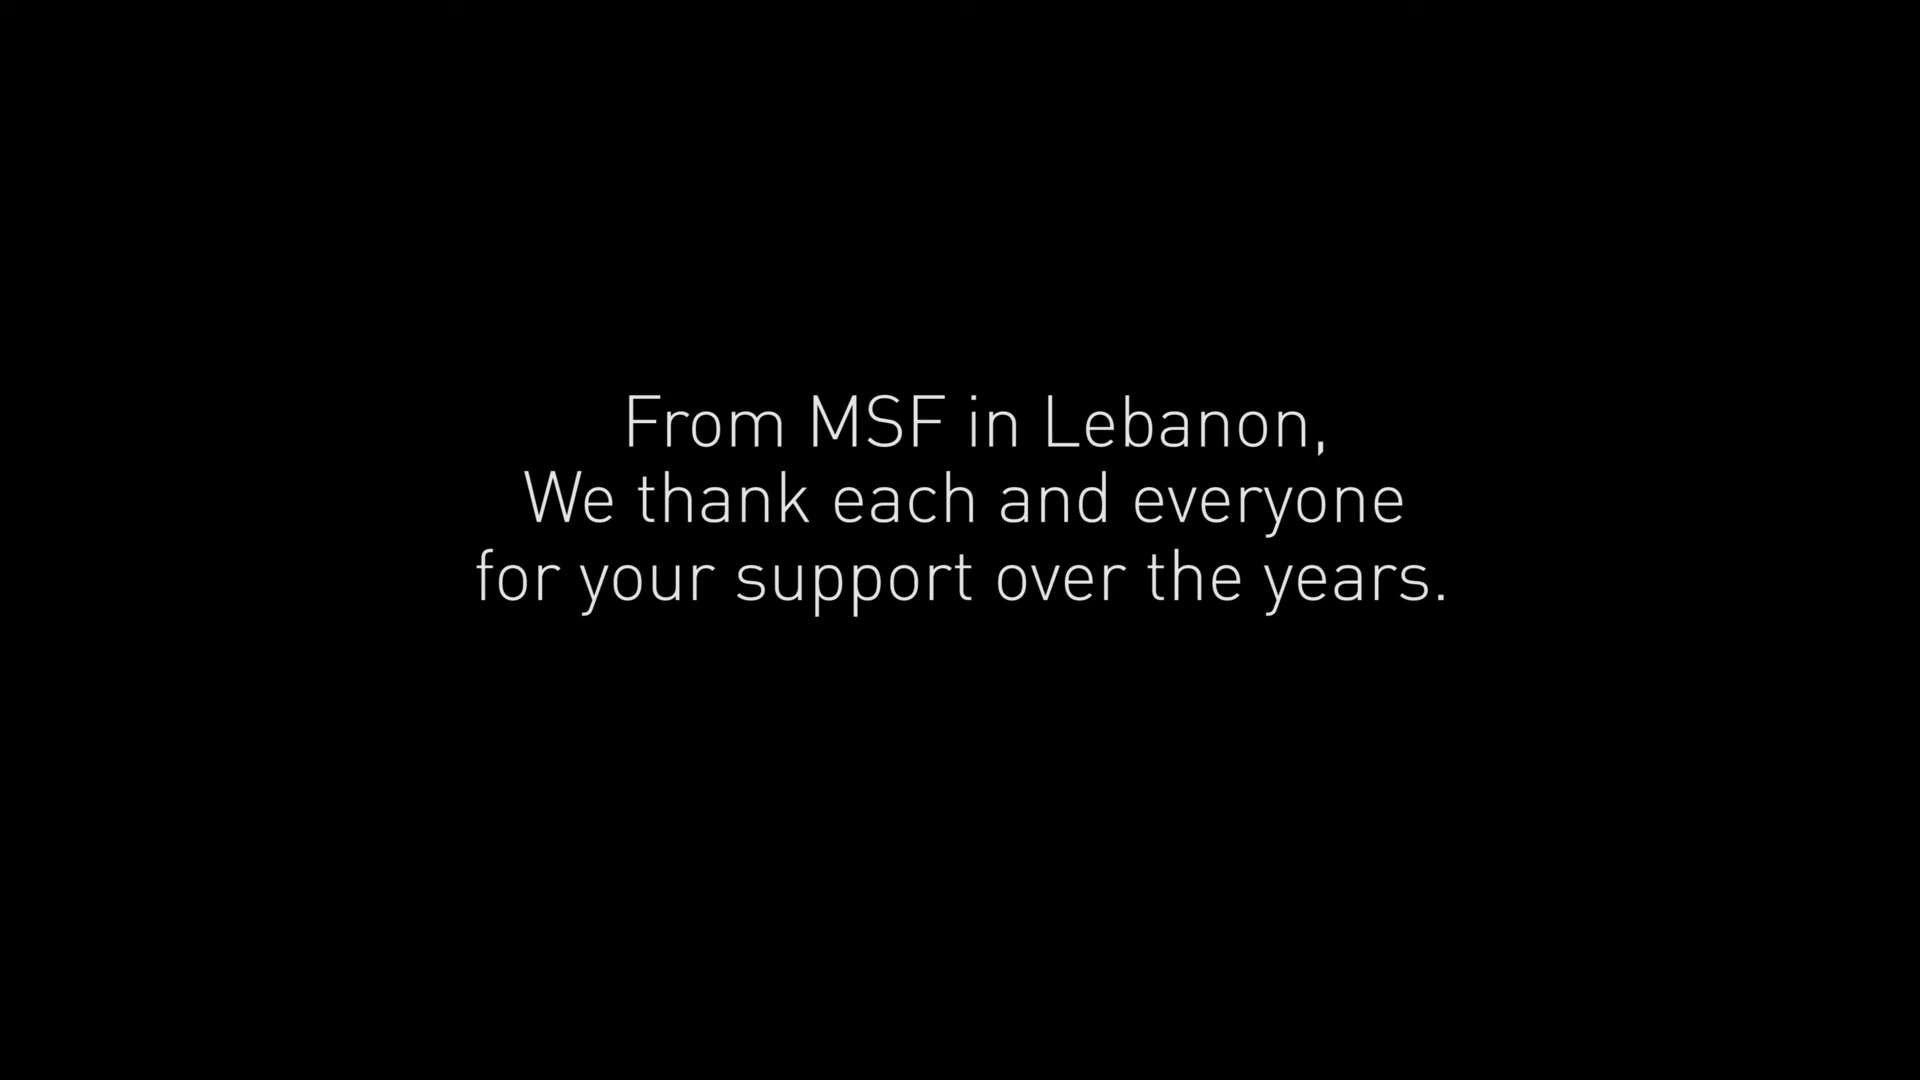 From MSF in Lebanon,
We thank each and everyone
for your support over the years.